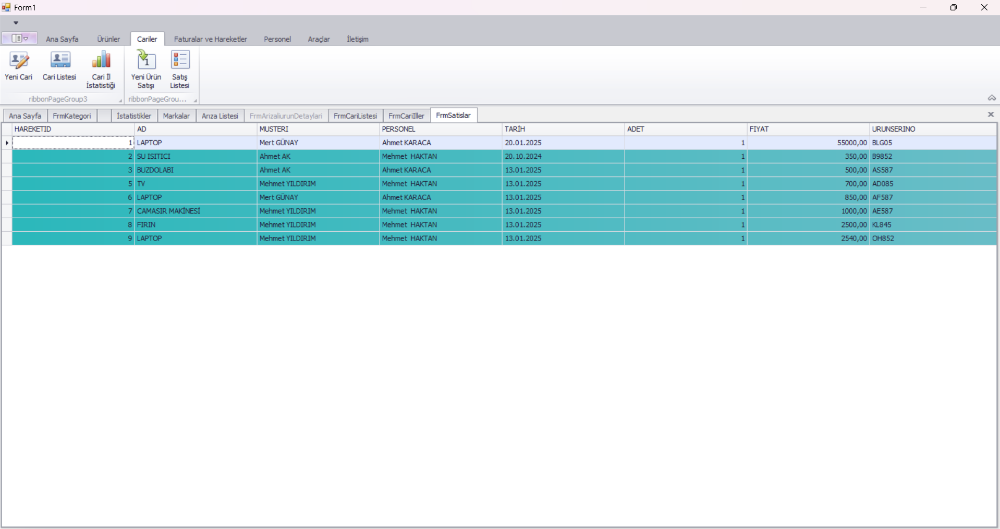 Form1
Ana Sayfa Ürünler Cariler Faturalar ve Hareketler Personel Araçlar İletişim
Yeni Cari Cari Listesi Cari İl İstatistiği Yeni Ürün Satışı Satış Listesi
ribbonPageGroup3 ribbonPageGrou...
Ana Sayfa FrmKategori İstatistikler Markalar Arıza Listesi FrmArizaliurunDetaylari FrmCariListesi FrmCariIller FrmSatislar
HAREKETID AD MUSTERI PERSONEL TARİH ADET FIYAT URUNSERINO
1 LAPTOP Mert GÜNAY Ahmet KARACA 20.01.2025 1 55000,00 BLG05
2 SU ISITICI Ahmet AK Mehmet HAKTAN 20.10.2024 1 350,00 B9852
3 BUZDOLABI Ahmet AK Ahmet KARACA 13.01.2025 1 500,00 AS587
5 TV Mehmet YILDIRIM Mehmet HAKTAN 13.01.2025 1 700,00 AD085
6 LAPTOP Mert GÜNAY Ahmet KARACA 13.01.2025 1 850,00 AF587
7 CAMASIR MAKİNESİ Mehmet YILDIRIM Mehmet HAKTAN 13.01.2025 1 1000,00 AE587
8 FIRIN Mehmet YILDIRIM Mehmet HAKTAN 13.01.2025 1 2500,00 KL845
9 LAPTOP Mehmet YILDIRIM Mehmet HAKTAN 13.01.2025 1 2540,00 OH852